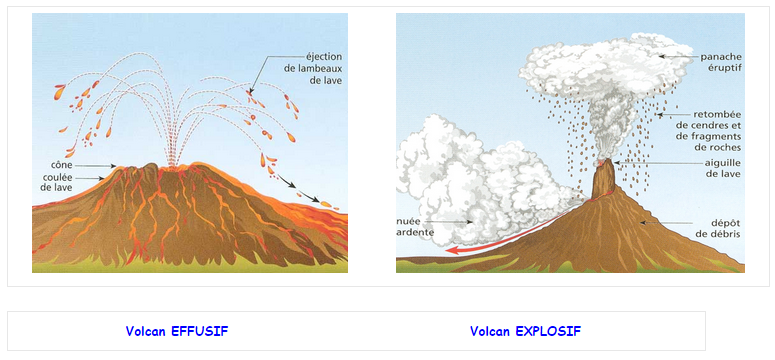 éjection
de lambeaux
de lave
cône
coulée
de lave
panache
éruptif
retombée
de cendres et
de fragments
de roches
aiguille
de lave
nuée
ardente
dépôt
de débris
Volcan EFFUSIF
Volcan EXPLOSIF